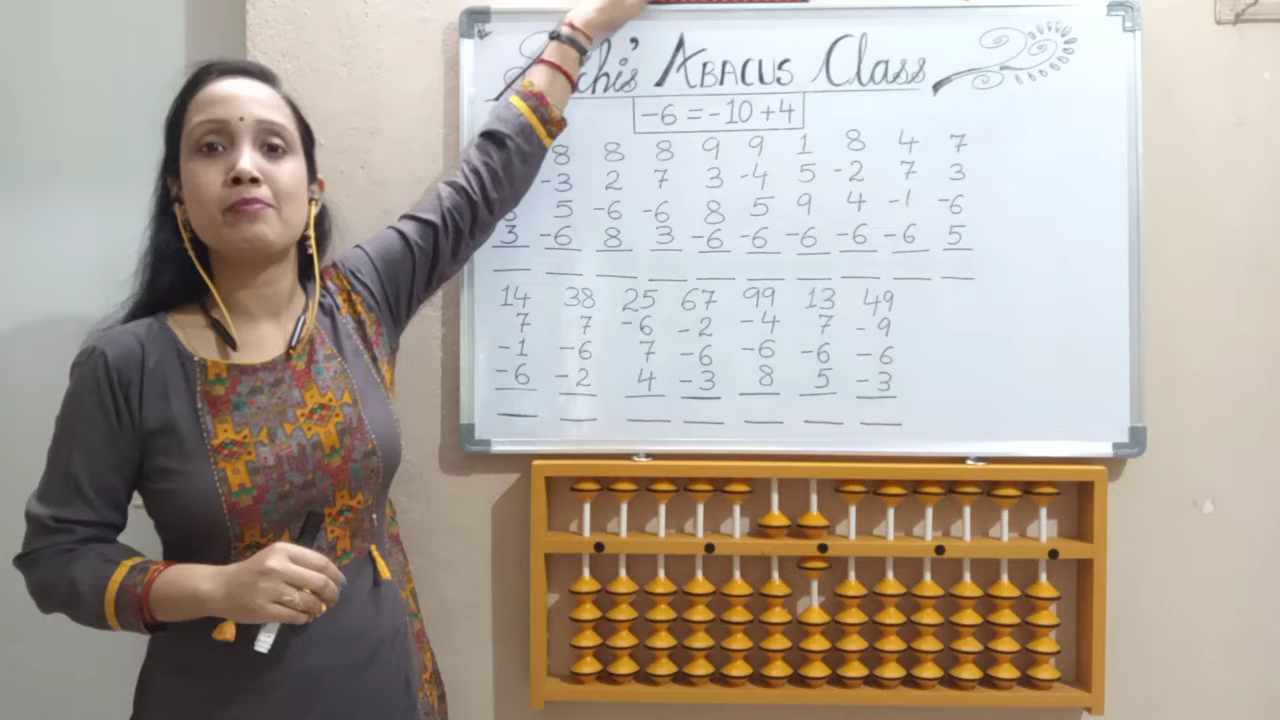 ABACUS Class
-6 = -10 +4
8 8 8 9 9 1 8 4 7
-3 2 7 3 -4 5 -2 7 3
5 -6 -6 8 5 9 4 -1 -6
3 -6 8 3 -6 -6 -6 -6 -6 5
14 38 25 67 99 13 49
7 7 -6 -2 -4 7 -9
-1 -6 7 -6 -6 -6 -6
-6 -2 4 -3 8 5 -3